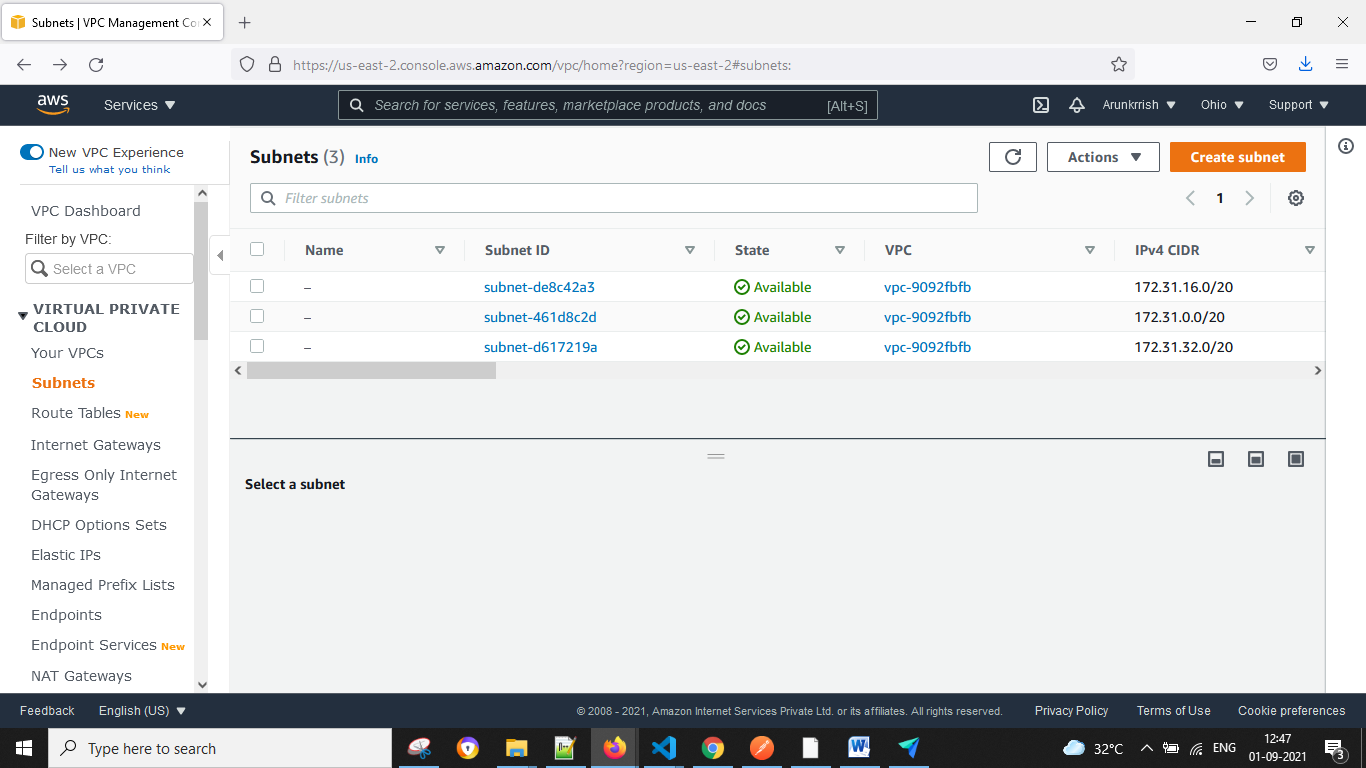 Subnets | VPC Management Co
https://us-east-2.console.aws.amazon.com/vpc/home?region=us-east-2#subnets:
aws Services Search for services, features, marketplace products, and docs [Alt+S] Arunkrrish Ohio Support
New VPC Experience
Tell us what you think
VPC Dashboard
Filter by VPC:
Select a VPC
VIRTUAL PRIVATE
CLOUD
Your VPCs
Subnets
Route Tables New
Internet Gateways
Egress Only Internet
Gateways
DHCP Options Sets
Elastic IPs
Managed Prefix Lists
Endpoints
Endpoint Services New
NAT Gateways
Subnets (3) Info Actions Create subnet
Filter subnets 1
Name Subnet ID State VPC IPv4 CIDR
– subnet-de8c42a3 Available vpc-9092fbfb 172.31.16.0/20
– subnet-461d8c2d Available vpc-9092fbfb 172.31.0.0/20
– subnet-d617219a Available vpc-9092fbfb 172.31.32.0/20
Select a subnet
Feedback English (US) © 2008 - 2021, Amazon Internet Services Private Ltd. or its affiliates. All rights reserved. Privacy Policy Terms of Use Cookie preferences
Type here to search 32°C ENG 12:47
01-09-2021 3